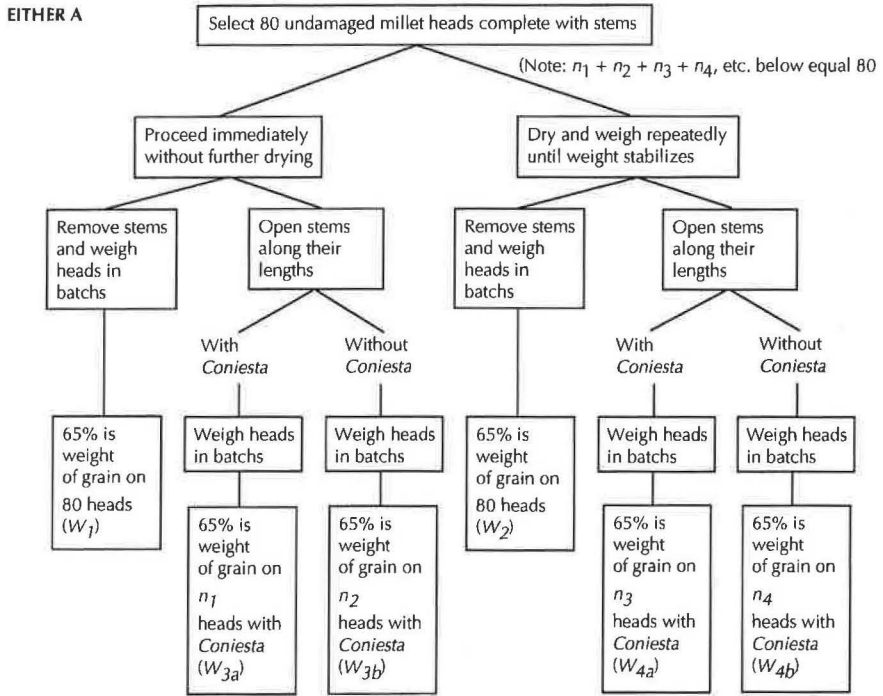 EITHER A
Select 80 undamaged millet heads complete with stems
(Note: n1 + n2 + n3 + n4, etc. below equal 80
Proceed immediately
without further drying
Dry and weigh repeatedly
until weight stabilizes
Remove stems
and weigh
heads in
batchs
Open stems
along their
lengths
Remove stems
and weigh
heads in
batchs
Open stems
along their
lengths
With
Coniesta
Without
Coniesta
With
Coniesta
Without
Coniesta
65% is
weight
of grain on
80 heads
(W1)
Weigh heads
in batchs
Weigh heads
in batchs
65% is
weight
of grain on
80 heads
(W2)
Weigh heads
in batchs
Weigh heads
in batchs
65% is
weight
of grain on
n1
heads with
Coniesta
(W3a)
65% is
weight
of grain on
n2
heads with
Coniesta
(W3b)
65% is
weight
of grain on
n3
heads with
Coniesta
(W4a)
65% is
weight
of grain on
n4
heads with
Coniesta
(W4b)